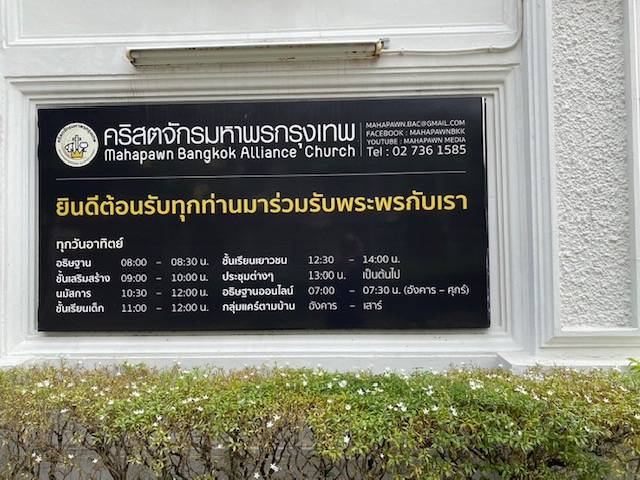 คริสตจักรมหาพรกรุงเทพ
Mahapawn Bangkok Alliance Church
MAHAPAWN.BAC@GMAIL.COM
FACEBOOK : MAHAPAWNBKK
YOUTUBE : MAHAPAWN MEDIA
Tel : 02 736 1585
ยินดีต้อนรับทุกท่านมาร่วมรับพระพรกับเรา
ทุกวันอาทิตย์
อธิษฐาน 08:00 – 08:30 น.
ชั้นเสริมสร้าง 09:00 – 10:00 น.
นมัสการ 10:30 – 12:00 น.
ชั้นเรียนเด็ก 11:00 – 12:00 น.
ชั้นเรียนเยาวชน 12:30 – 14:00 น.
ประชุมต่างๆ 13:00 น. เป็นต้นไป
อธิษฐานออนไลน์ 07:00 – 07:30 น. (อังคาร – ศุกร์)
กลุ่มแคร์ตามบ้าน อังคาร – เสาร์